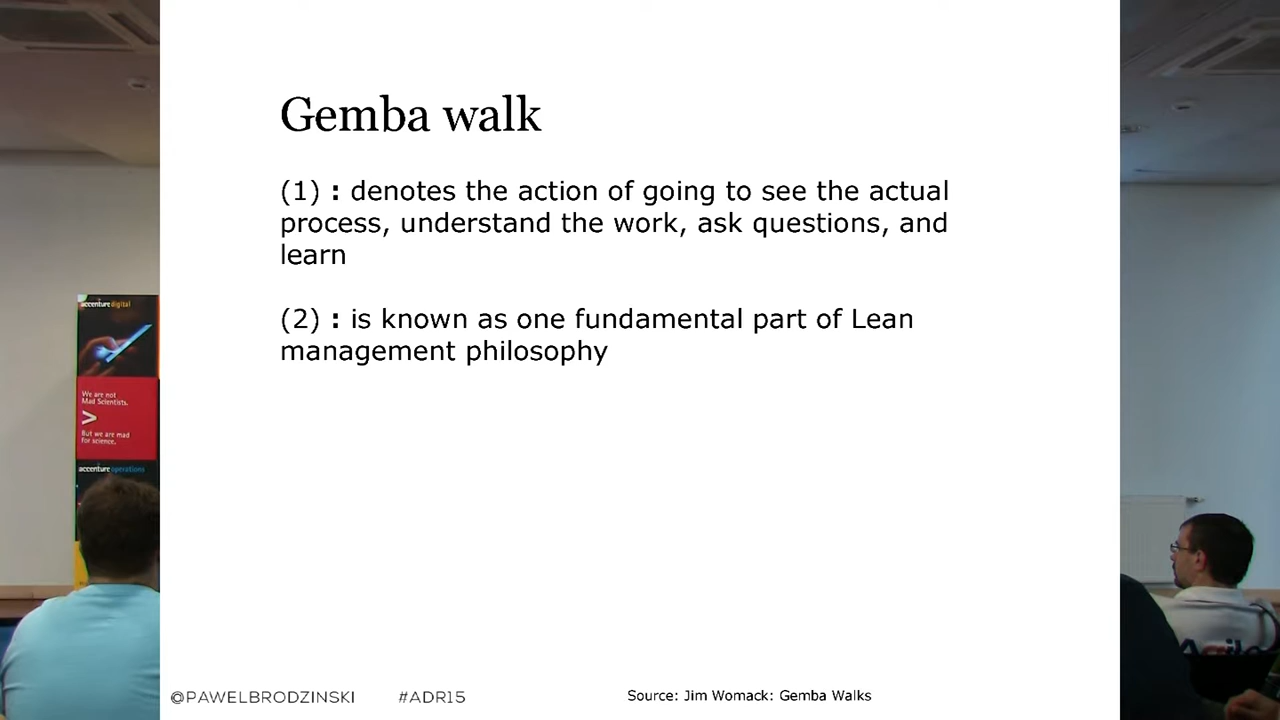 Gemba walk
(1) : denotes the action of going to see the actual
process, understand the work, ask questions, and
learn
(2) : is known as one fundamental part of Lean
management philosophy
@PAWELBRODZINSKI #ADR15
Source: Jim Womack: Gemba Walks
accenture digital
We are not
Mad Scientists.
>
But we are mad
for science.
accenture operations